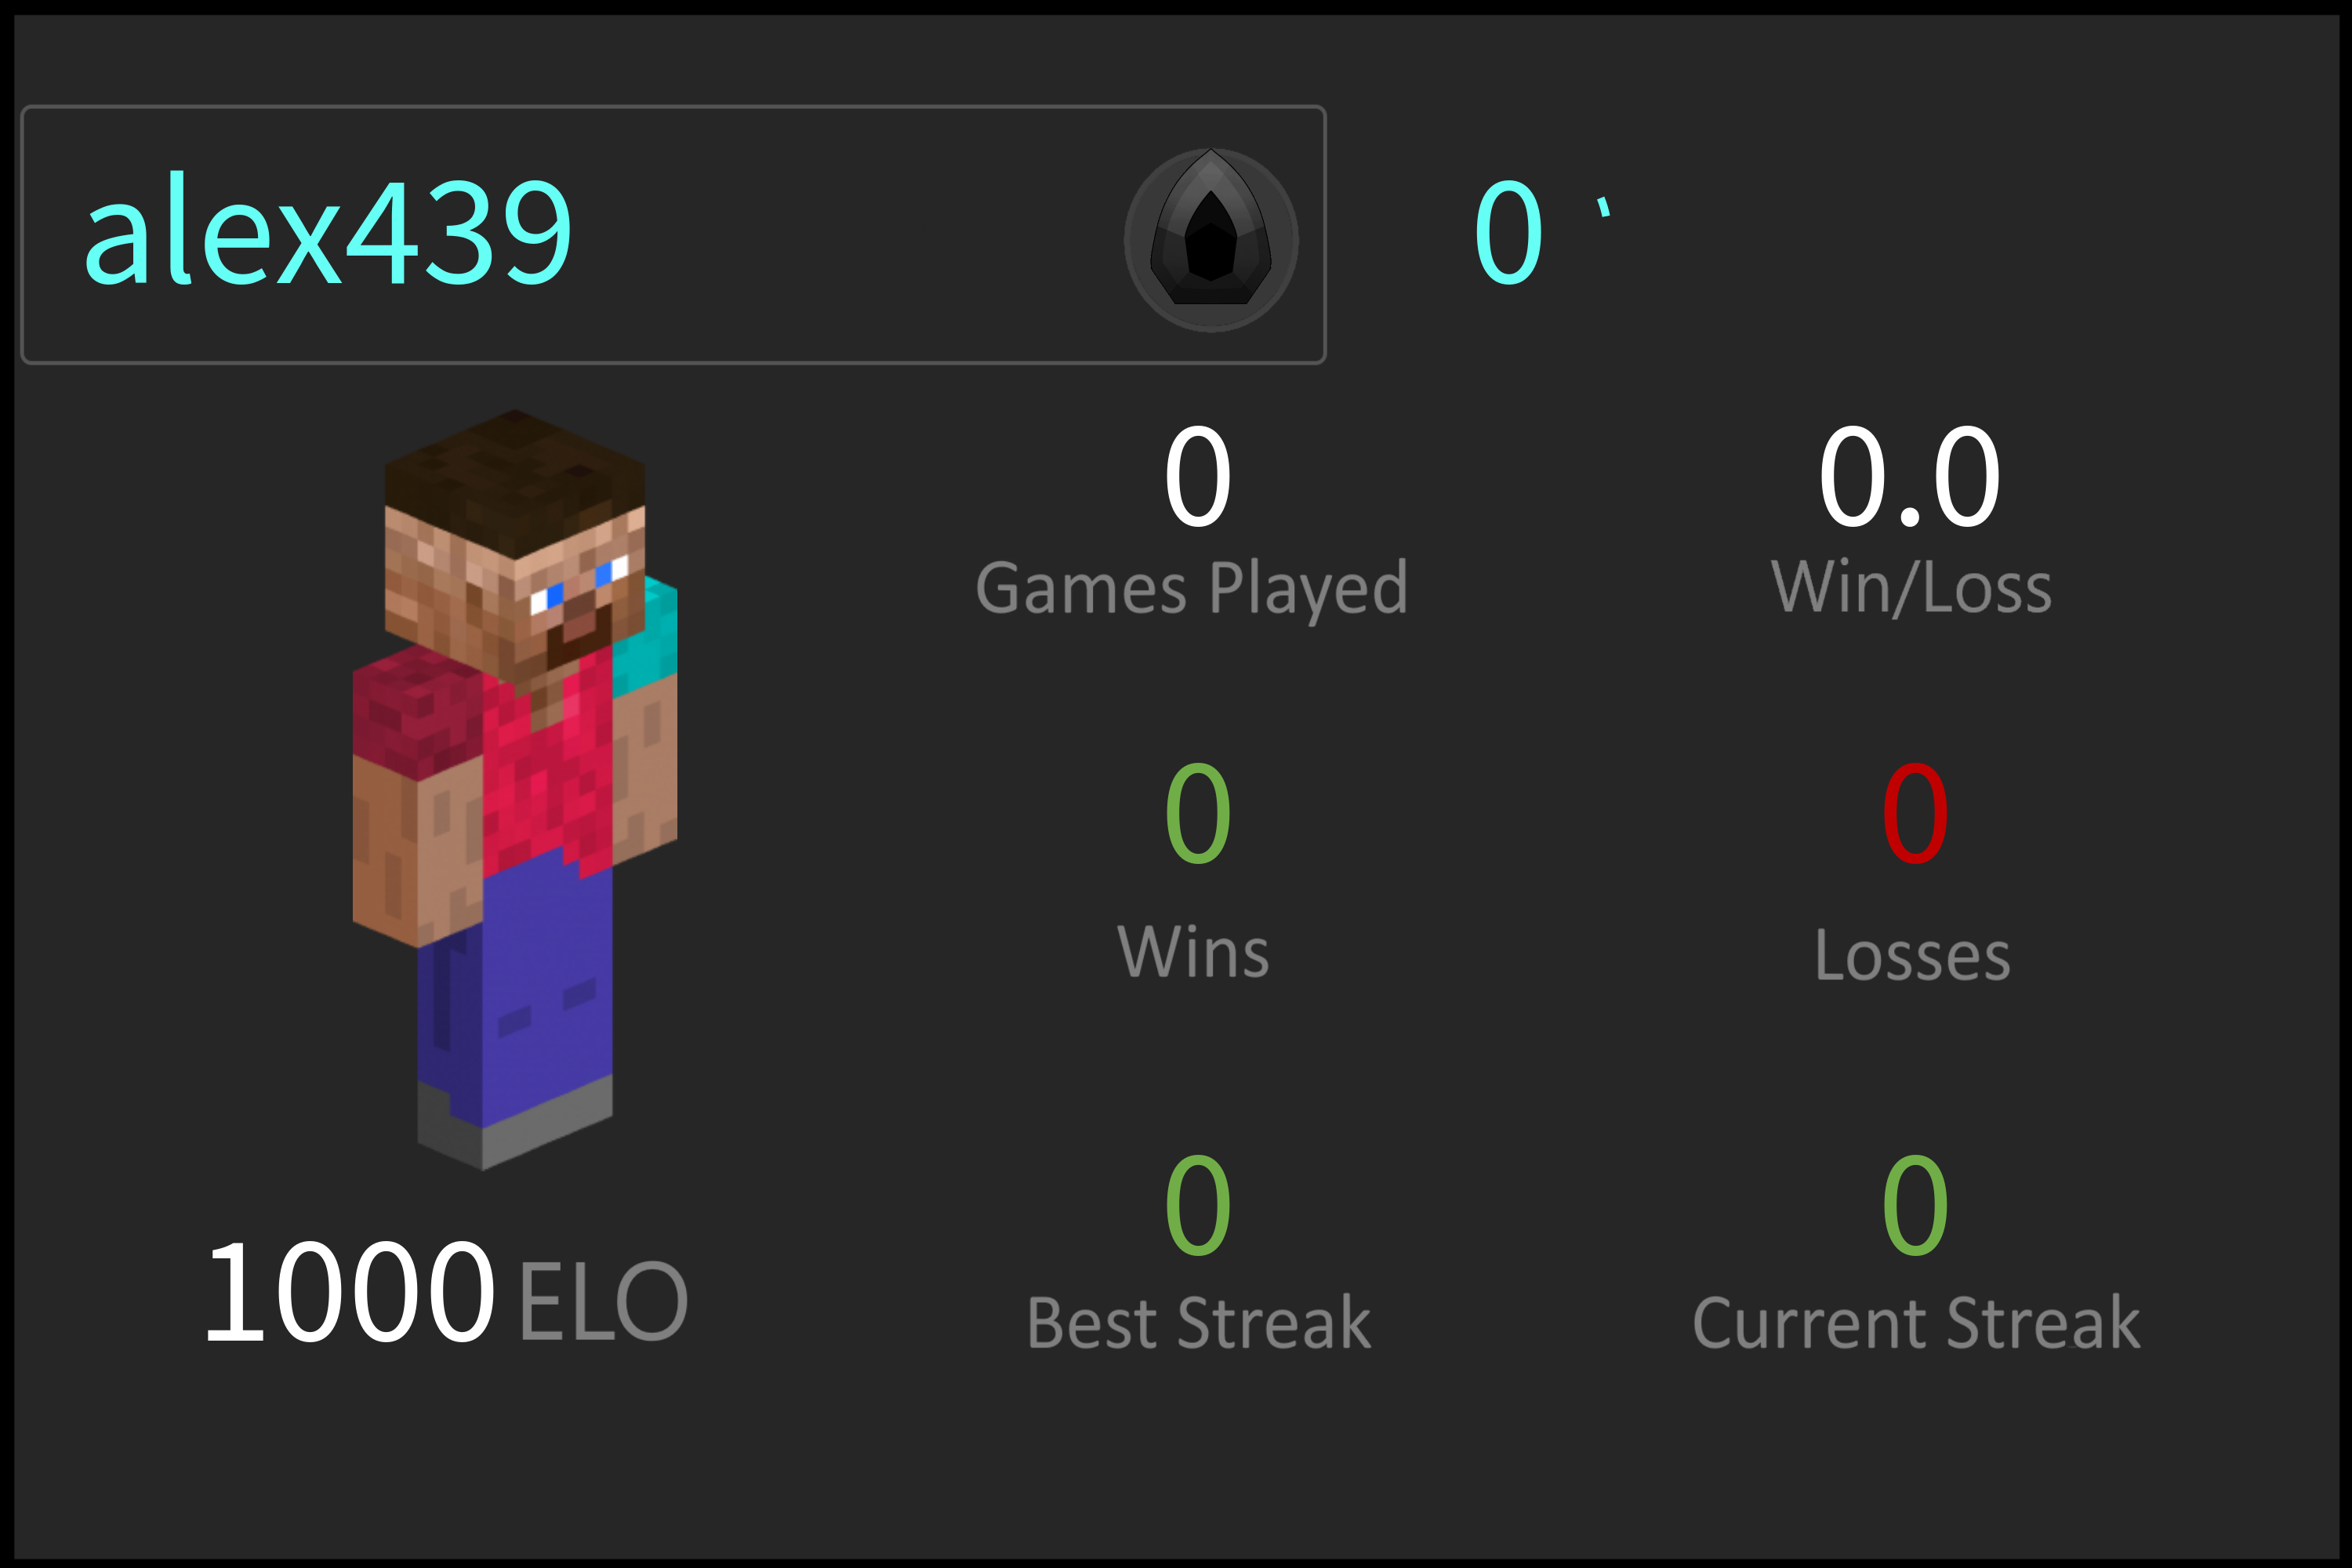 alex439
0 '
0 0.0
Games Played Win/Loss
0 0
Wins Losses
0 0
1000 ELO Best Streak Current Streak